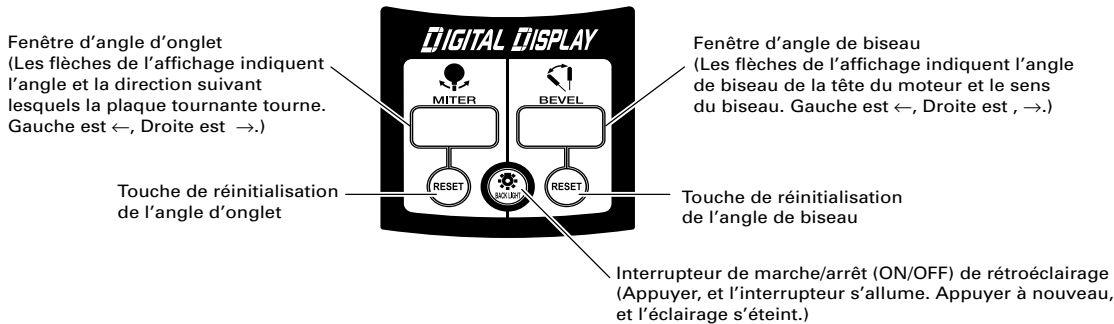 DIGITAL DISPLAY
Fenêtre d'angle d'onglet
(Les flèches de l'affichage indiquent
l'angle et la direction suivant
lesquels la plaque tournante tourne.
Gauche est ←, Droite est →.)
MITER
BEVEL
Fenêtre d'angle de biseau
(Les flèches de l'affichage indiquent l'angle
de biseau de la tête du moteur et le sens
du biseau. Gauche est ←, Droite est , →.)
Touche de réinitialisation
de l'angle d'onglet
RESET
BACK LIGHT
RESET
Touche de réinitialisation
de l'angle de biseau
Interrupteur de marche/arrêt (ON/OFF) de rétroéclairage
(Appuyer, et l'interrupteur s'allume. Appuyer à nouveau,
et l'éclairage s'éteint.)